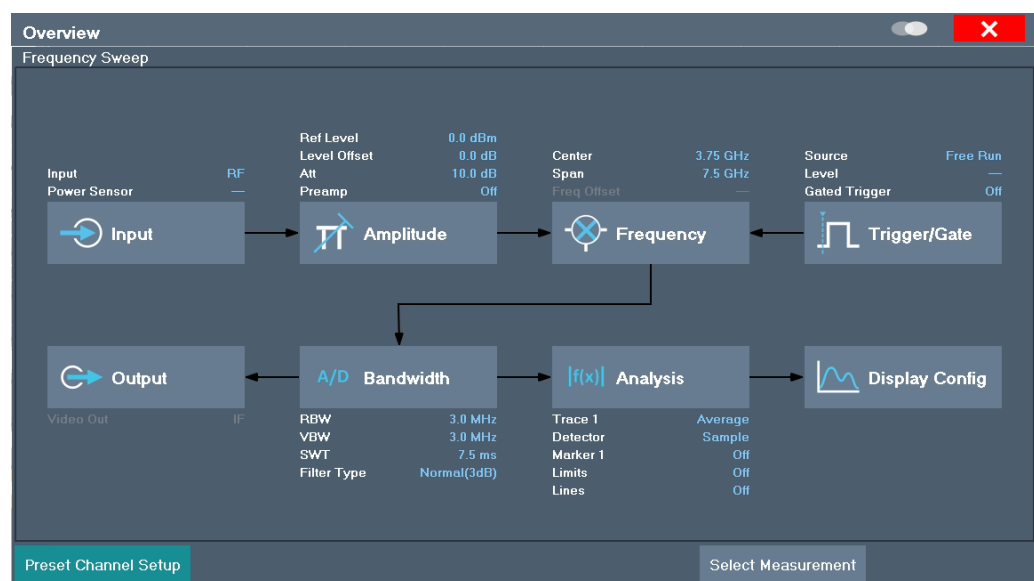 Overview
Frequency Sweep
Ref Level 0.0 dBm
Level Offset 0.0 dB
Center 3.75 GHz
Source Free Run
Input RF
Att 10.0 dB
Span 7.5 GHz
Level —
Power Sensor —
Preamp Off
Freq Offset —
Gated Trigger Off
Input
Amplitude
Frequency
Trigger/Gate
Output
A/D Bandwidth
|f(x)| Analysis
Display Config
Video Out IF
RBW 3.0 MHz
Trace 1 Average
VBW 3.0 MHz
Detector Sample
SWT 7.5 ms
Marker 1 Off
Filter Type Normal(3dB)
Limits Off
Lines Off
Preset Channel Setup
Select Measurement